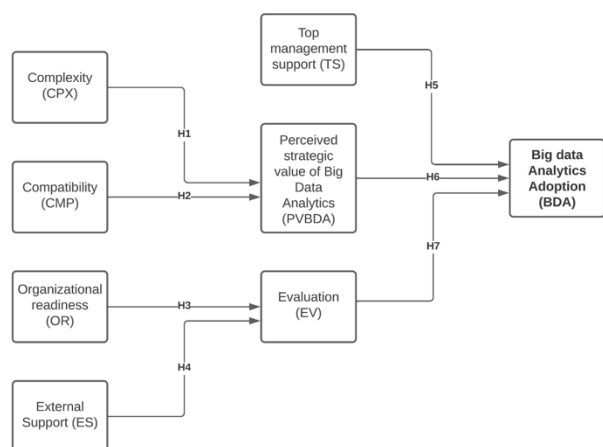 Top
management
support (TS)
Complexity
(CPX)
H5
H1
Perceived
strategic
value of Big
Data
Analytics
(PVBDA)
Big data
Analytics
Adoption
(BDA)
Compatibility
(CMP)
H2
H6
H7
Organizational
readiness
(OR)
H3
Evaluation
(EV)
H4
External
Support (ES)